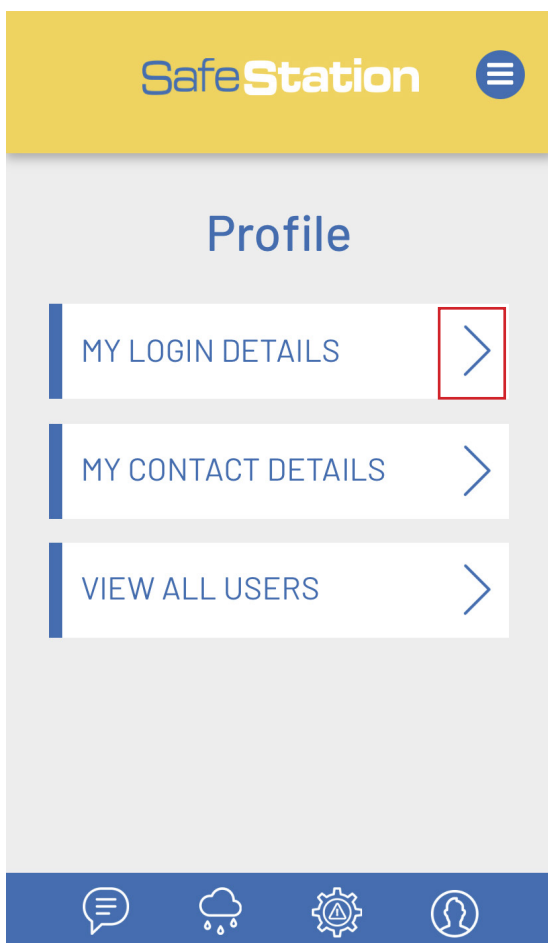 SafeStation
Profile
MY LOGIN DETAILS
MY CONTACT DETAILS
VIEW ALL USERS